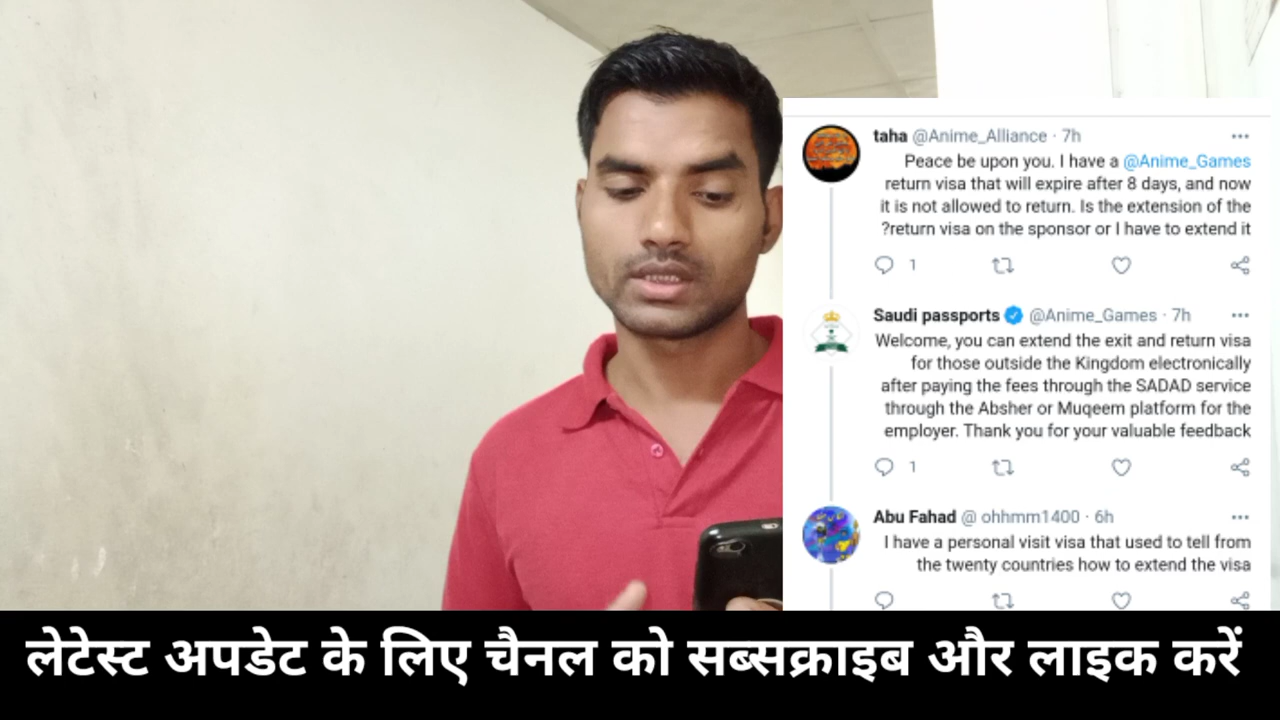 taha @Anime_Alliance · 7h
Peace be upon you. I have a @Anime_Games
return visa that will expire after 8 days, and now
it is not allowed to return. Is the extension of the
?return visa on the sponsor or I have to extend it
1
Saudi passports @Anime_Games · 7h
Welcome, you can extend the exit and return visa
for those outside the Kingdom electronically
after paying the fees through the SADAD service
through the Absher or Muqeem platform for the
employer. Thank you for your valuable feedback
1
Abu Fahad @ ohhmm1400 · 6h
I have a personal visit visa that used to tell from
the twenty countries how to extend the visa
लेटेस्ट अपडेट के लिए चैनल को सब्सक्राइब और लाइक करें